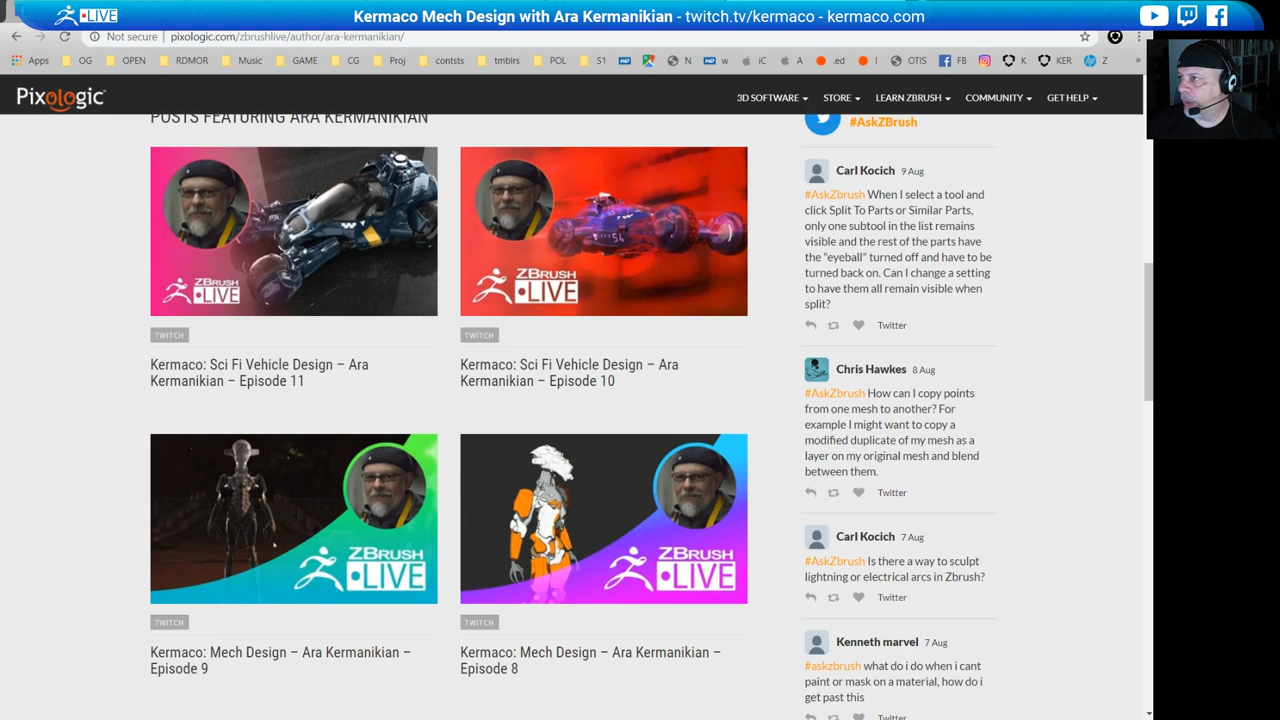 LIVE
Kermaco Mech Design with Ara Kermanikian - twitch.tv/kermaco - kermaco.com
Not secure | pixologic.com/zbrushlive/author/ara-kermanikian/
Apps OG OPEN RDMOR Music GAME CG Proj contsts tmblrs POL S1 N w iC A .ed I OTIS FB K KER Z
Pixologic
3D SOFTWARE STORE LEARN ZBRUSH COMMUNITY GET HELP
POSTS FEATURING ARA KERMANIKIAN
#AskZBrush
ZBRUSH
LIVE
54
ZBRUSH
LIVE
TWITCH
Kermaco: Sci Fi Vehicle Design – Ara
Kermanikian – Episode 11
TWITCH
Kermaco: Sci Fi Vehicle Design – Ara
Kermanikian – Episode 10
ZBRUSH
LIVE
ZBRUSH
LIVE
TWITCH
Kermaco: Mech Design – Ara Kermanikian –
Episode 9
TWITCH
Kermaco: Mech Design – Ara Kermanikian –
Episode 8
Carl Kocich 9 Aug
#AskZbrush When I select a tool and
click Split To Parts or Similar Parts,
only one subtool in the list remains
visible and the rest of the parts have
the "eyeball" turned off and have to be
turned back on. Can I change a setting
to have them all remain visible when
split?
Twitter
Chris Hawkes 8 Aug
#AskZbrush How can I copy points
from one mesh to another? For
example I might want to copy a
modified duplicate of my mesh as a
layer on my original mesh and blend
between them.
Twitter
Carl Kocich 7 Aug
#AskZbrush Is there a way to sculpt
lightning or electrical arcs in Zbrush?
Twitter
Kenneth marvel 7 Aug
#askzbrush what do i do when i cant
paint or mask on a material, how do i
get past this
Twitter